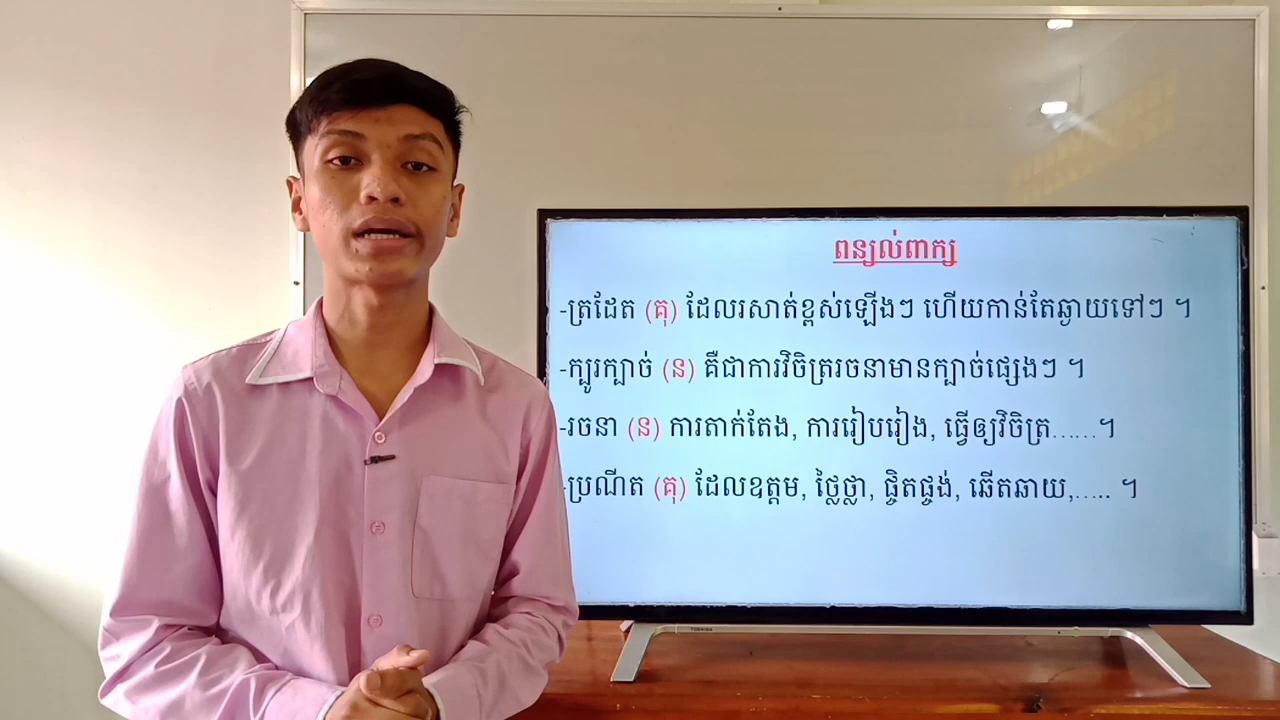 ពន្យល់ពាក្យ
-ត្រដែត (គុ) ដែលរសាត់ខ្ពស់ឡើងៗ ហើយកាន់តែឆ្ងាយទៅៗ ។
-ក្បូរក្បាច់ (ន) គឺជាការវិចិត្ររចនាមានក្បាច់ផ្សេងៗ ។
-រចនា (ន) ការតាក់តែង, ការរៀបរៀង, ធ្វើឲ្យវិចិត្រ……។
-ប្រណីត (គុ) ដែលឧត្តម, ថ្លៃថ្លា, ផ្ចិតផ្ចង់, ឆើតឆាយ,….. ។
TOSHIBA